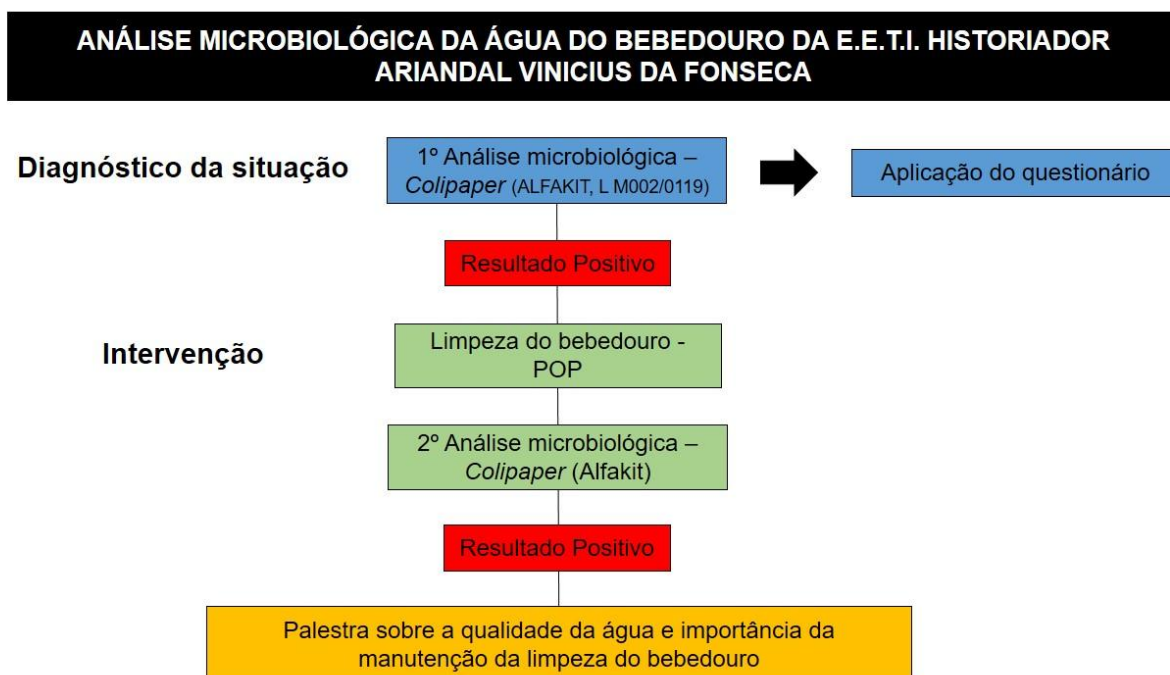 ANÁLISE MICROBIOLÓGICA DA ÁGUA DO BEBEDOURO DA E.E.T.I. HISTORIADOR
ARIANDAL VINICIUS DA FONSECA
Diagnóstico da situação
1º Análise microbiológica –
Colipaper (ALFAKIT, L M002/0119)
Aplicação do questionário
Resultado Positivo
Intervenção
Limpeza do bebedouro -
POP
2º Análise microbiológica –
Colipaper (Alfakit)
Resultado Positivo
Palestra sobre a qualidade da água e importância da
manutenção da limpeza do bebedouro